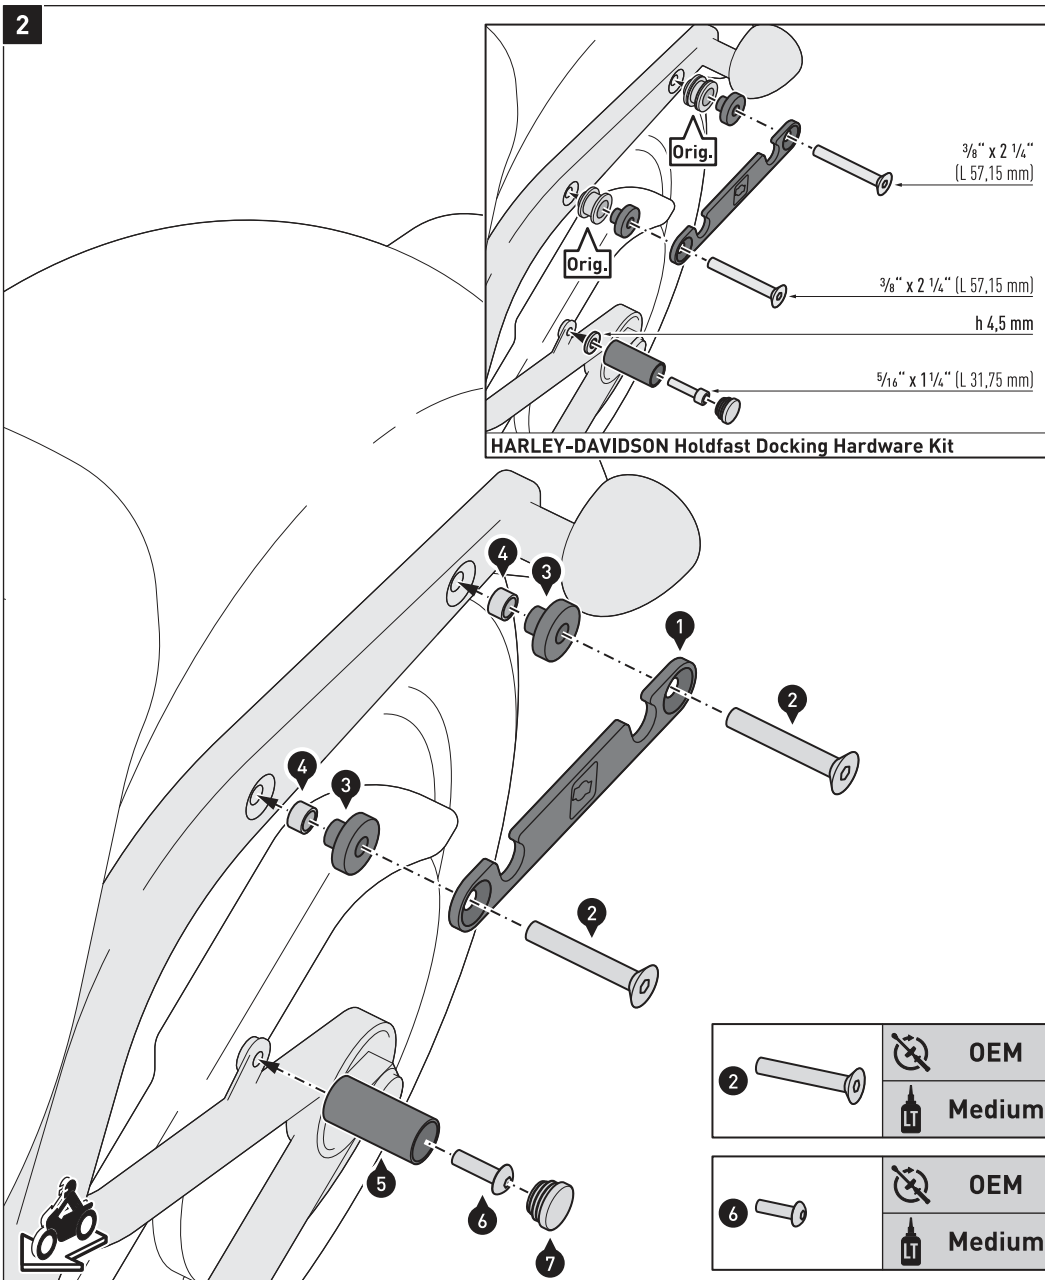 2
Orig.
Orig.
3/8“ x 2 1/4“
(L 57,15 mm)
3/8“ x 2 1/4“ (L 57,15 mm)
h 4,5 mm
5/16“ x 1 1/4“ (L 31,75 mm)
HARLEY-DAVIDSON Holdfast Docking Hardware Kit
4
3
1
2
4
3
2
5
6
7
2
OEM
LT Medium
6
OEM
LT Medium